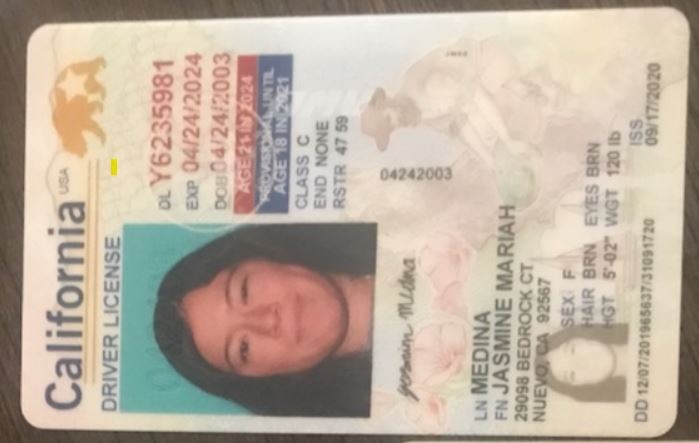 California USA
DRIVER LICENSE
DL Y6235981
EXP 04/24/2024
DOB 04/24/2003
AGE 21 IN 2024
PROVISIONAL UNTIL
AGE 18 IN 2021
CLASS C
END NONE
RSTR 47 59
04242003
LN MEDINA
FN JASMINE MARIAH
29098 BEDROCK CT
NUEVO, CA 92567
SEX F
HAIR BRN EYES BRN
HGT 5'-02" WGT 120 lb
ISS
09/17/2020
DD 12/07/201965637/31091720